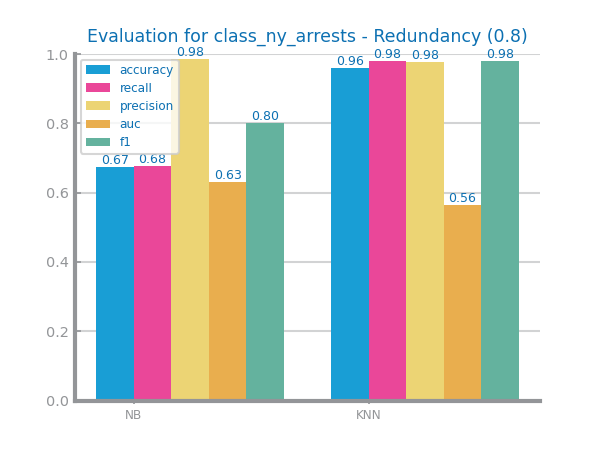 Evaluation for class_ny_arrests - Redundancy (0.8)
1.0
0.8
0.6
0.4
0.2
0.0
accuracy
recall
precision
auc
f1
0.67
0.68
0.98
0.63
0.80
0.96
0.98
0.98
0.56
0.98
NB
KNN